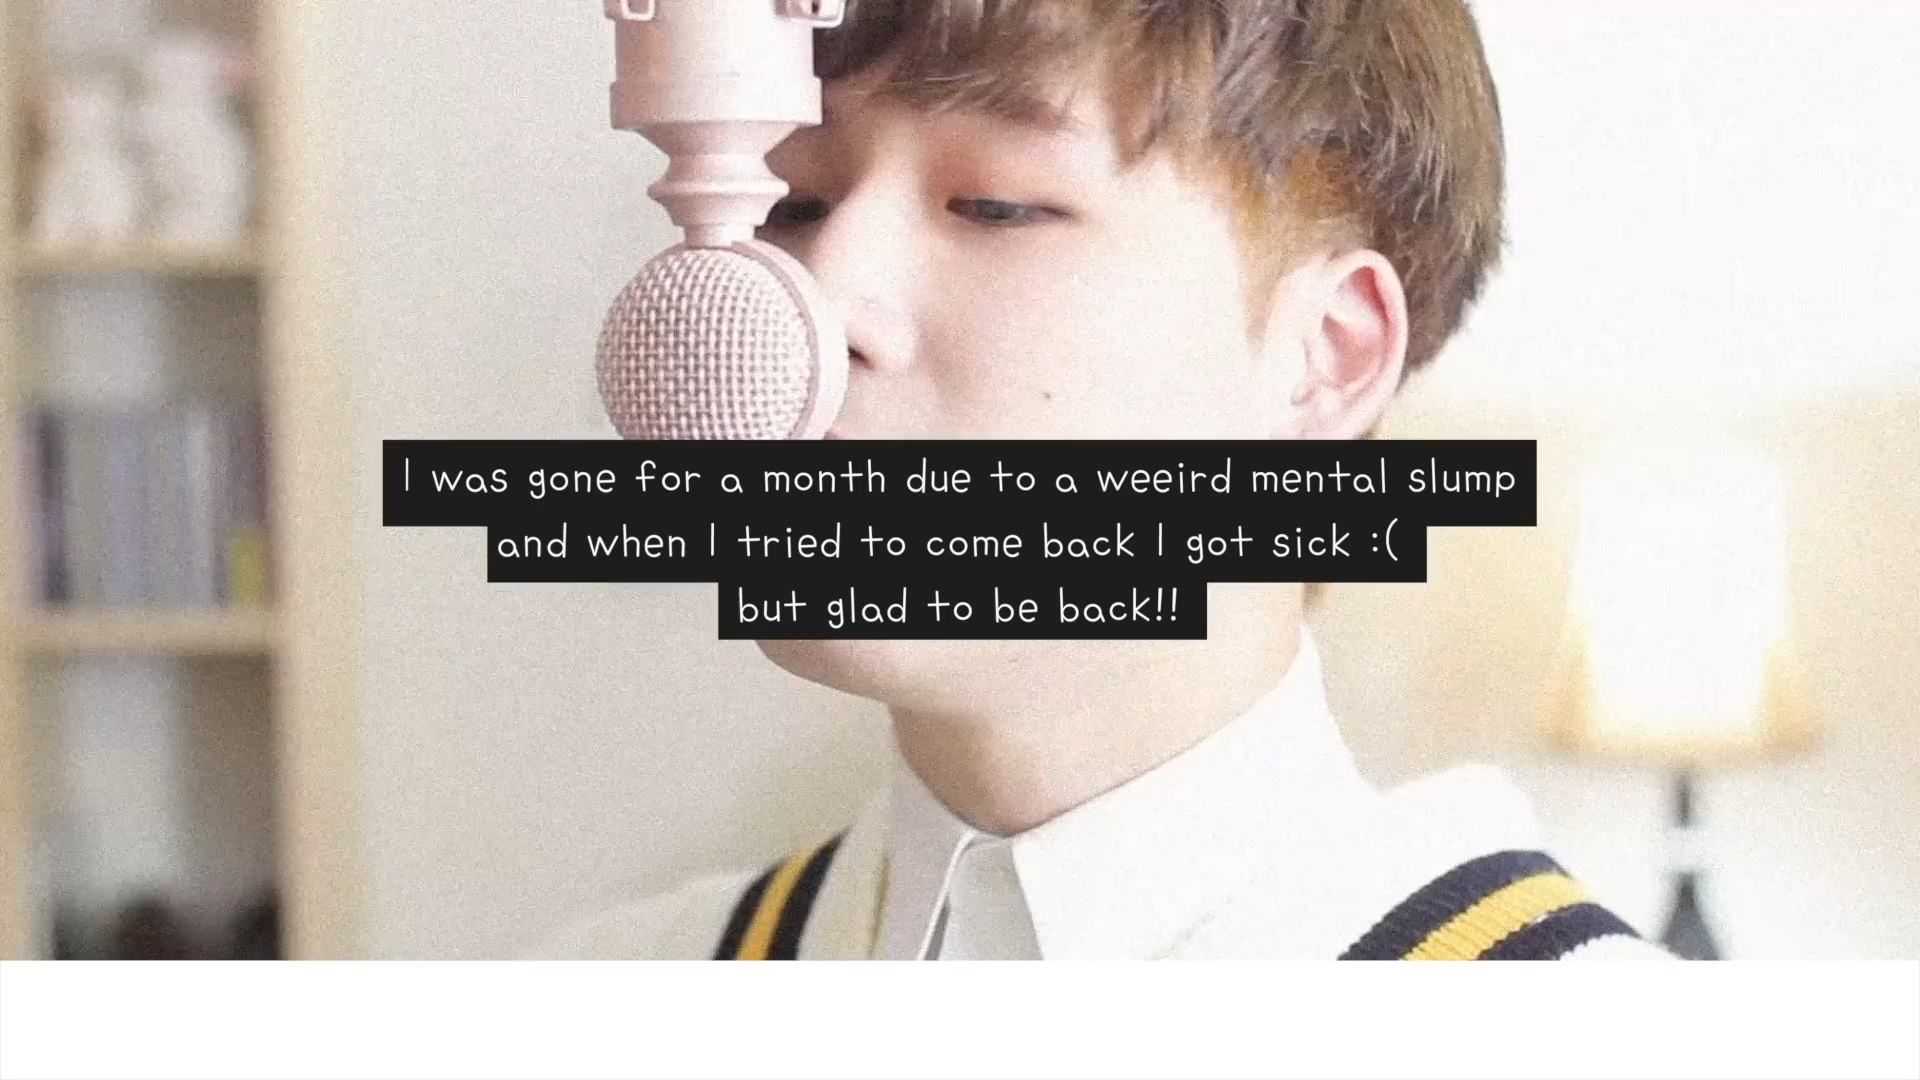 I was gone for a month due to a weeird mental slump
and when I tried to come back I got sick :(
but glad to be back!!